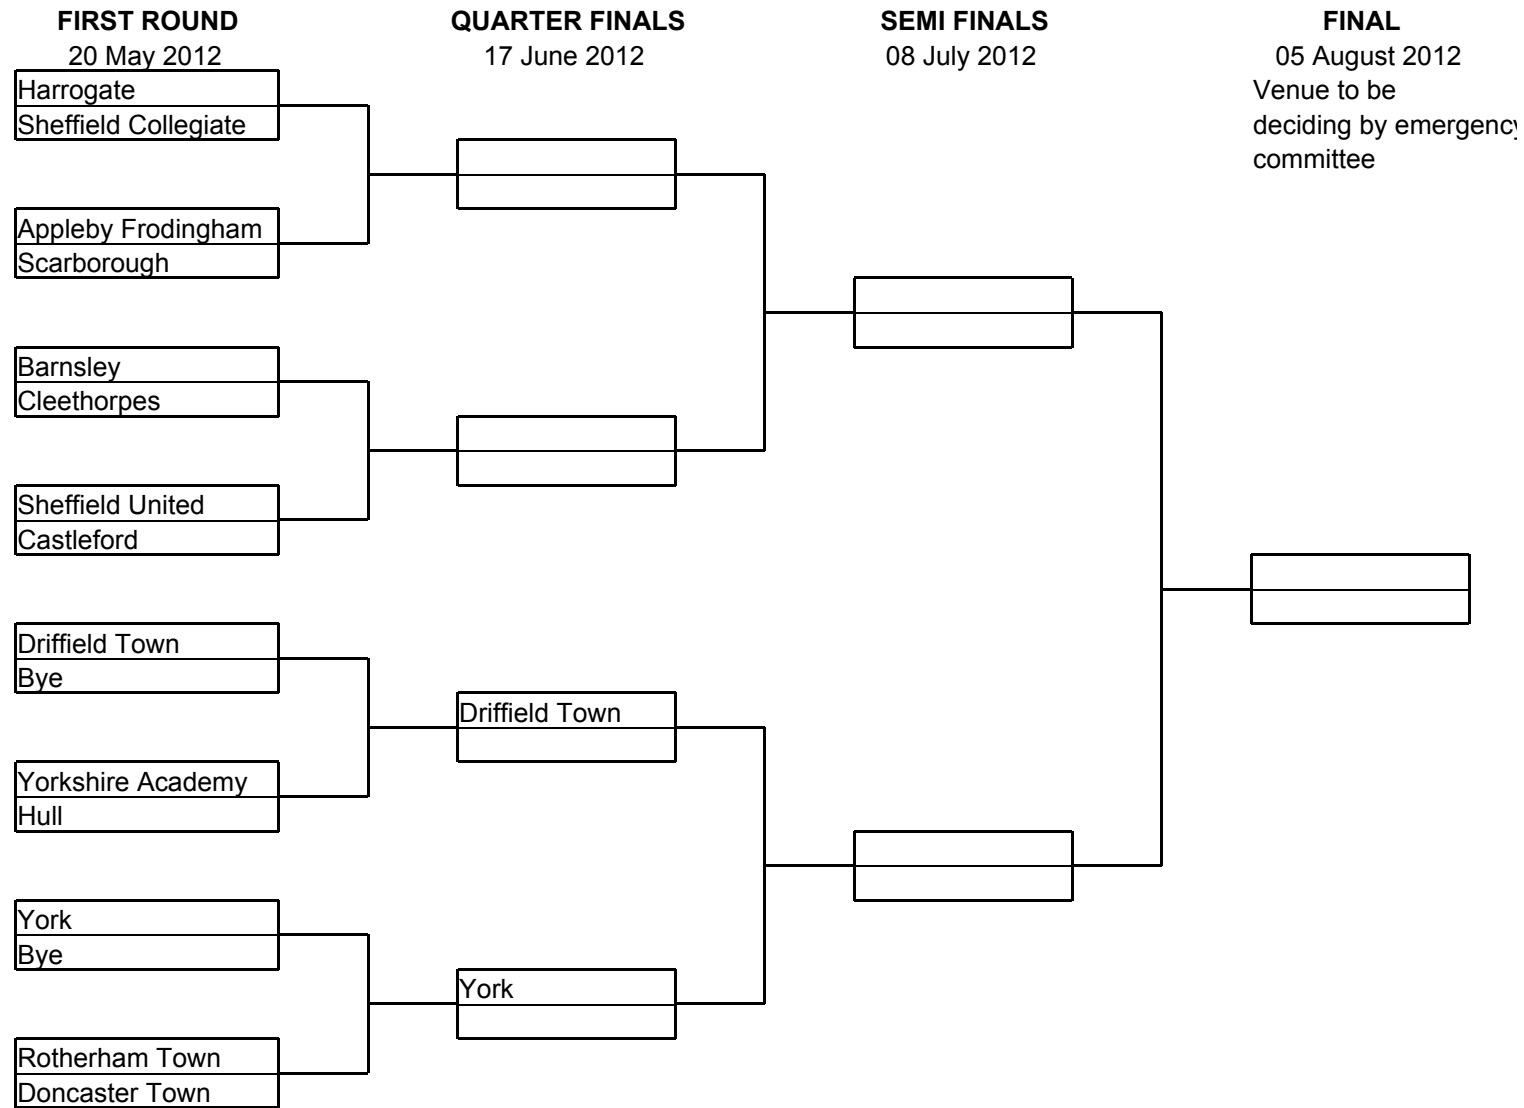 FIRST ROUND
QUARTER FINALS
SEMI FINALS
FINAL
20 May 2012
17 June 2012
08 July 2012
05 August 2012
Venue to be
deciding by emergency
committee
Harrogate
Sheffield Collegiate
Appleby Frodingham
Scarborough
Barnsley
Cleethorpes
Sheffield United
Castleford
Driffield Town
Bye
Yorkshire Academy
Hull
York
Bye
Rotherham Town
Doncaster Town
Driffield Town
York